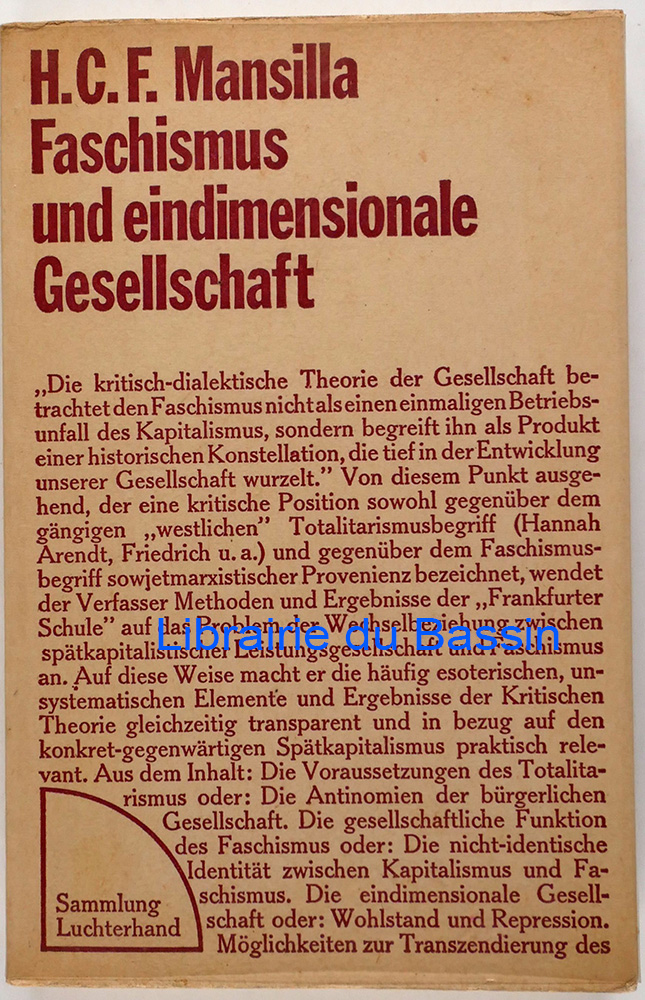 H.C.F. Mansilla
Faschismus
und eindimensionale
Gesellschaft
„Die kritisch-dialektische Theorie der Gesellschaft be-
trachtet den Faschismus nicht als einen einmaligen Betriebs-
unfall des Kapitalismus, sondern begreift ihn als Produkt
einer historischen Konstellation, die tief in der Entwicklung
unserer Gesellschaft wurzelt.” Von diesem Punkt ausge-
hend, der eine kritische Position sowohl gegenüber dem
gängigen „westlichen” Totalitarismusbegriff (Hannah
Arendt, Friedrich u. a.) und gegenüber dem Faschismus-
begriff sowjetmarxistischer Provenienz bezeichnet, wendet
der Verfasser Methoden und Ergebnisse der „Frankfurter
Schule” auf das Problem der Wechselbeziehung zwischen
Librairie du Bassin
spätkapitalistischer Leistungsgesellschaft und Faschismus
an. Auf diese Weise macht er die häufig esoterischen, un-
systematischen Elemente und Ergebnisse der Kritischen
Theorie gleichzeitig transparent und in bezug auf den
konkret-gegenwärtigen Spätkapitalismus praktisch rele-
vant. Aus dem Inhalt: Die Voraussetzungen des Totalita-
rismus oder: Die Antinomien der bürgerlichen
Gesellschaft. Die gesellschaftliche Funktion
des Faschismus oder: Die nicht-identische
Identität zwischen Kapitalismus und Fa-
schismus. Die eindimensionale Gesell-
schaft oder: Wohlstand und Repression.
Möglichkeiten zur Transzendierung des
Sammlung
Luchterhand